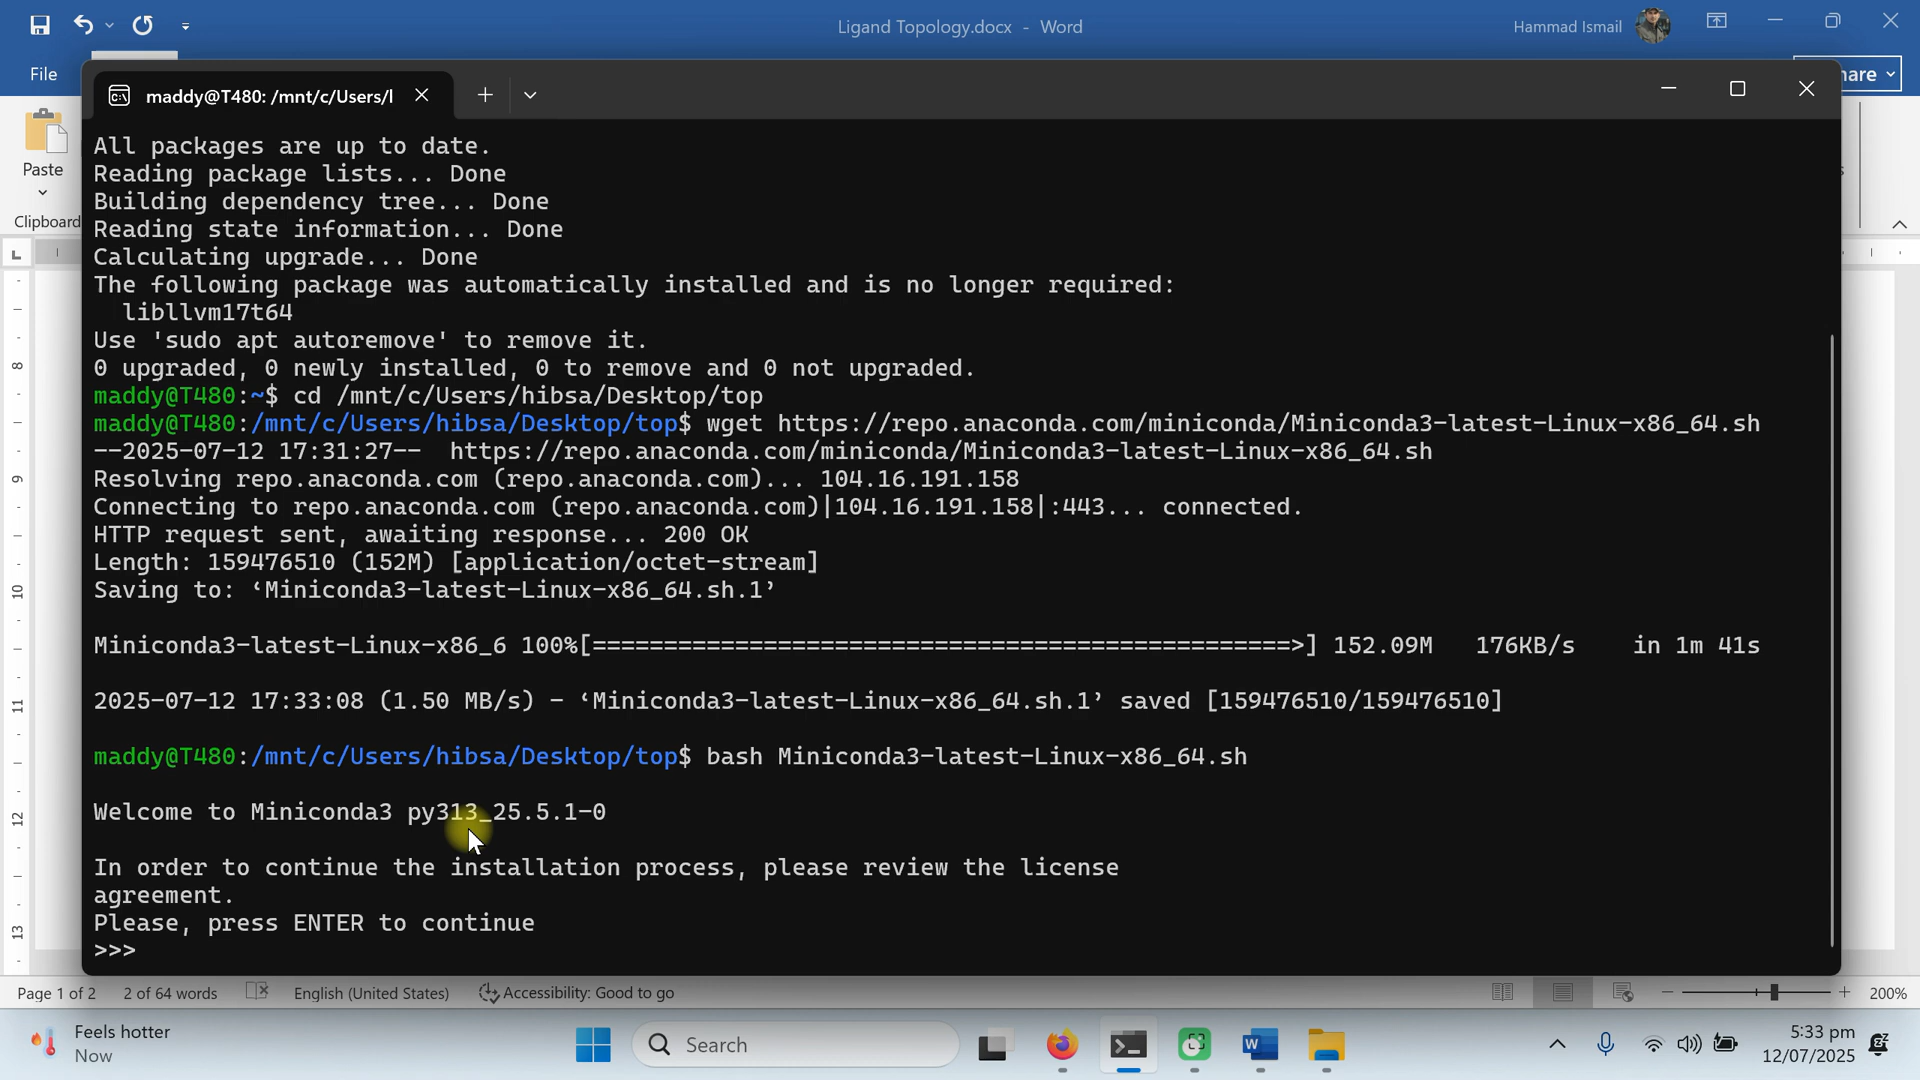 Ligand Topology.docx - Word
Hammad Ismail
File
hare
maddy@T480: /mnt/c/Users/l
Paste
Clipboard
All packages are up to date.
Reading package lists... Done
Building dependency tree... Done
Reading state information... Done
Calculating upgrade... Done
The following package was automatically installed and is no longer required:
libllvm17t64
Use 'sudo apt autoremove' to remove it.
0 upgraded, 0 newly installed, 0 to remove and 0 not upgraded.
maddy@T480:~$ cd /mnt/c/Users/hibsa/Desktop/top
maddy@T480:/mnt/c/Users/hibsa/Desktop/top$ wget https://repo.anaconda.com/miniconda/Miniconda3-latest-Linux-x86_64.sh
--2025-07-12 17:31:27-- https://repo.anaconda.com/miniconda/Miniconda3-latest-Linux-x86_64.sh
Resolving repo.anaconda.com (repo.anaconda.com)... 104.16.191.158
Connecting to repo.anaconda.com (repo.anaconda.com)|104.16.191.158|:443... connected.
HTTP request sent, awaiting response... 200 OK
Length: 159476510 (152M) [application/octet-stream]
Saving to: ‘Miniconda3-latest-Linux-x86_64.sh.1’
Miniconda3-latest-Linux-x86_6 100%[=================================================>] 152.09M 176KB/s in 1m 41s
2025-07-12 17:33:08 (1.50 MB/s) - ‘Miniconda3-latest-Linux-x86_64.sh.1’ saved [159476510/159476510]
maddy@T480:/mnt/c/Users/hibsa/Desktop/top$ bash Miniconda3-latest-Linux-x86_64.sh
Welcome to Miniconda3 py313_25.5.1-0
In order to continue the installation process, please review the license
agreement.
Please, press ENTER to continue
>>>
8
9
10
11
12
13
Page 1 of 2 2 of 64 words English (United States) Accessibility: Good to go 200%
Feels hotter
Now
Search
5:33 pm
12/07/2025